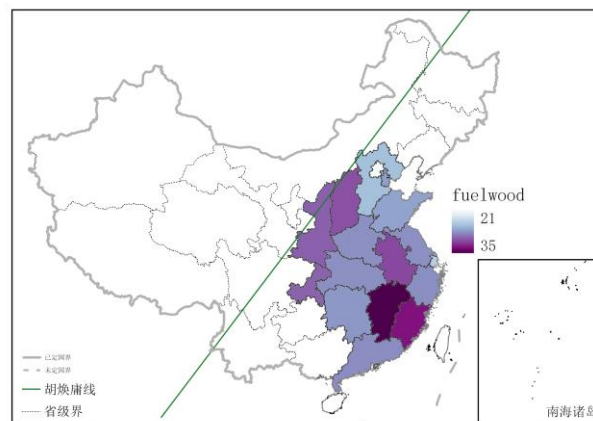 fuelwood
21
35
已定国界
未定国界
胡焕庸线
省级界
南海诸岛